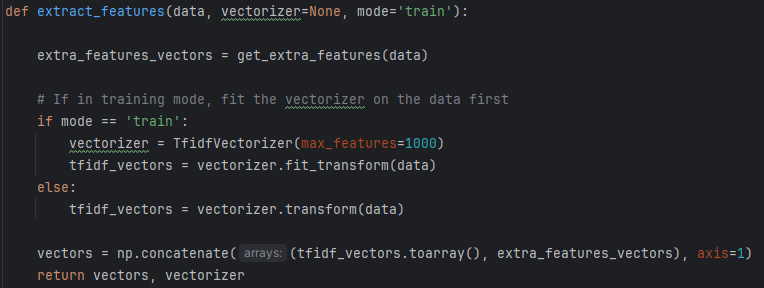 def extract_features(data, vectorizer=None, mode='train'):
extra_features_vectors = get_extra_features(data)
# If in training mode, fit the vectorizer on the data first
if mode == 'train':
vectorizer = TfidfVectorizer(max_features=1000)
tfidf_vectors = vectorizer.fit_transform(data)
else:
tfidf_vectors = vectorizer.transform(data)
vectors = np.concatenate( arrays: (tfidf_vectors.toarray(), extra_features_vectors), axis=1)
return vectors, vectorizer